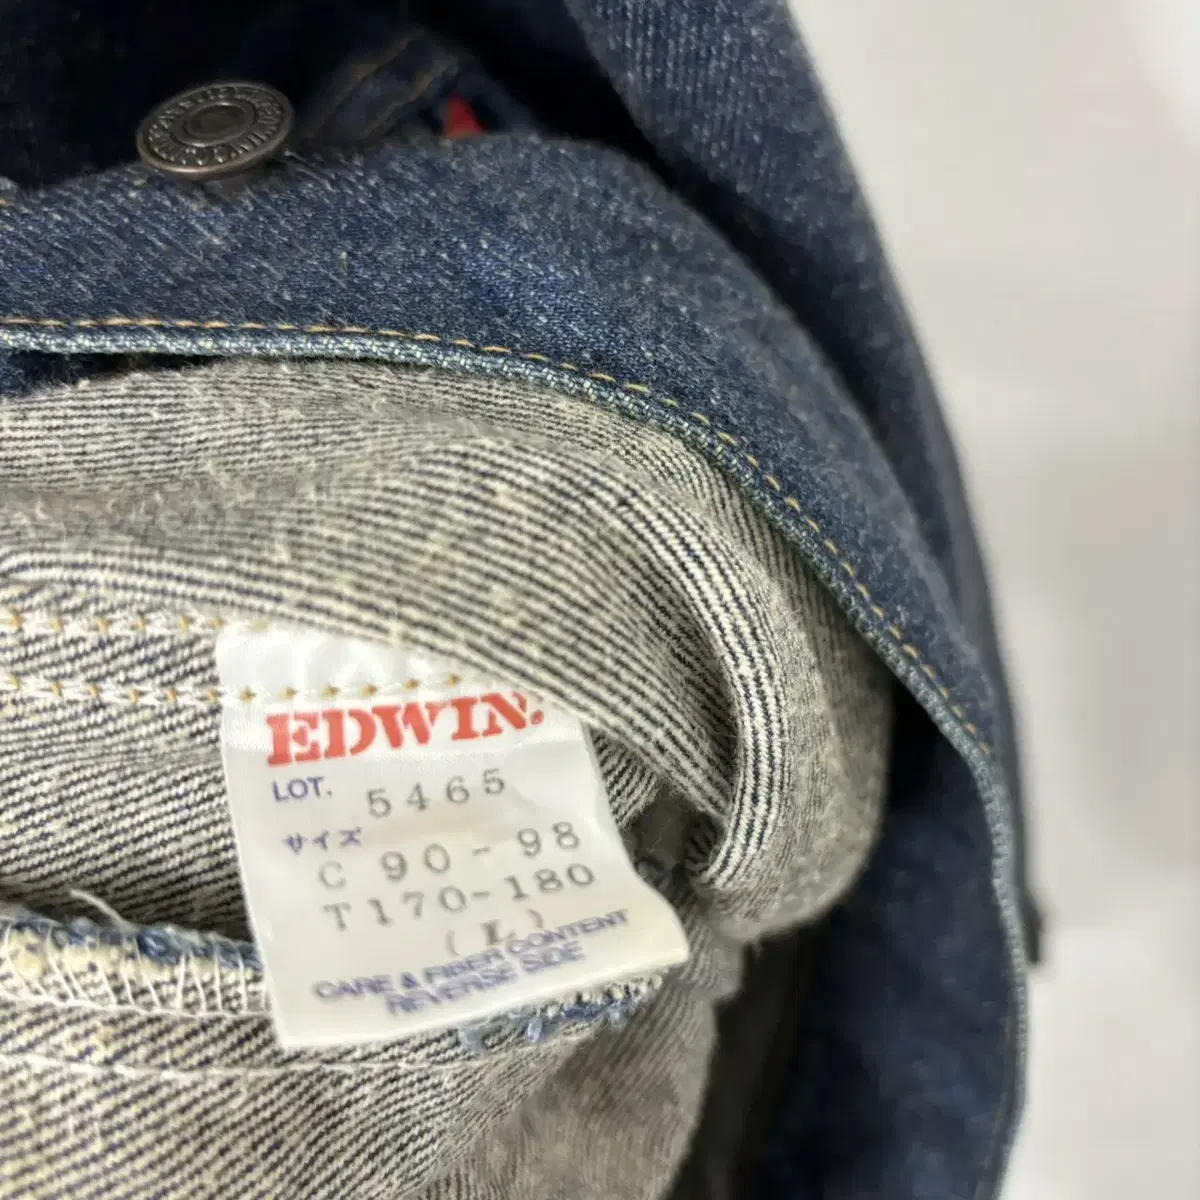 EDWIN.
LOT. 5465
サイズ
C 90-98
T170-180
(L)
CARE & FIBER CONTENT
REVERSE SIDE